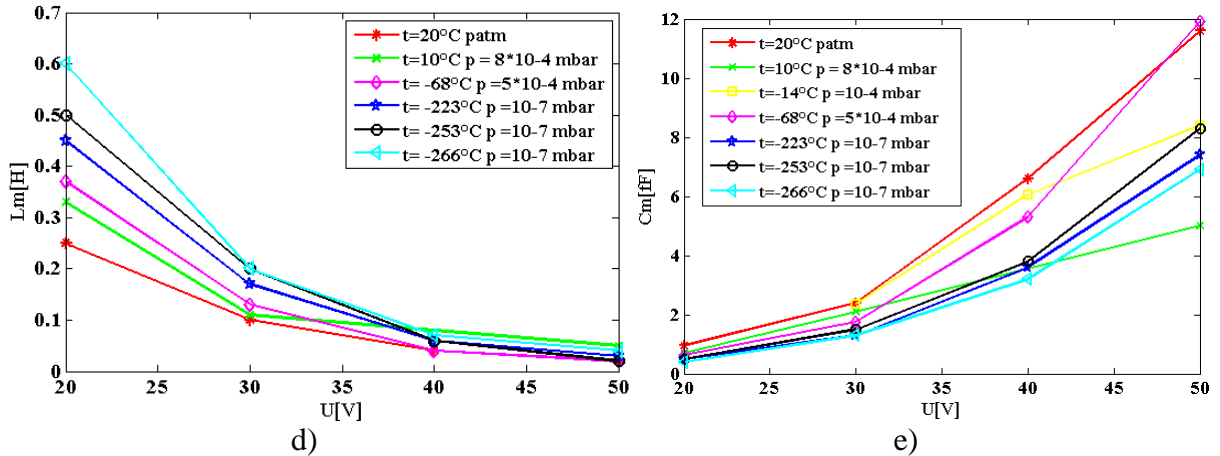 0.7
0.6
0.5
0.4
0.3
0.2
0.1
0
Lm[H]
20 25 30 35 40 45 50
U[V]
t=20°C patm
t=10°C p = 8*10-4 mbar
t= -68°C p =5*10-4 mbar
t= -223°C p =10-7 mbar
t= -253°C p =10-7 mbar
t= -266°C p =10-7 mbar
d)
12
10
8
6
4
2
0
Cm[fF]
20 25 30 35 40 45 50
U[V]
t=20°C patm
t=10°C p = 8*10-4 mbar
t=-14°C p =10-4 mbar
t=-68°C p =5*10-4 mbar
t=-223°C p =10-7 mbar
t=-253°C p =10-7 mbar
t=-266°C p =10-7 mbar
e)